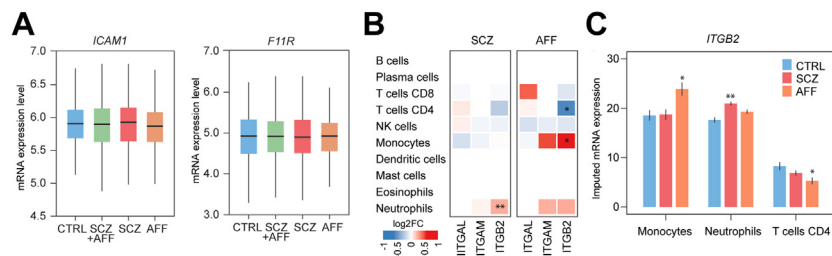 A
ICAM1
mRNA expression level
7.0
6.5
6.0
5.5
5.0
4.5
CTRL SCZ SCZ AFF
+AFF
F11R
mRNA expression level
7.0
6.0
5.0
4.0
3.0
CTRL SCZ SCZ AFF
+AFF
B
SCZ AFF
B cells
Plasma cells
T cells CD8
T cells CD4 *
NK cells
Monocytes *
Dendritic cells
Mast cells
Eosinophils
Neutrophils **
log2FC
-1 0.5 0 0.5 1
IITGAL ITGAM ITGB2 ITGAL ITGAM ITGB2
C
ITGB2
Imputed mRNA expression
30
20
10
0
CTRL
SCZ
AFF
* ** *
Monocytes Neutrophils T cells CD4